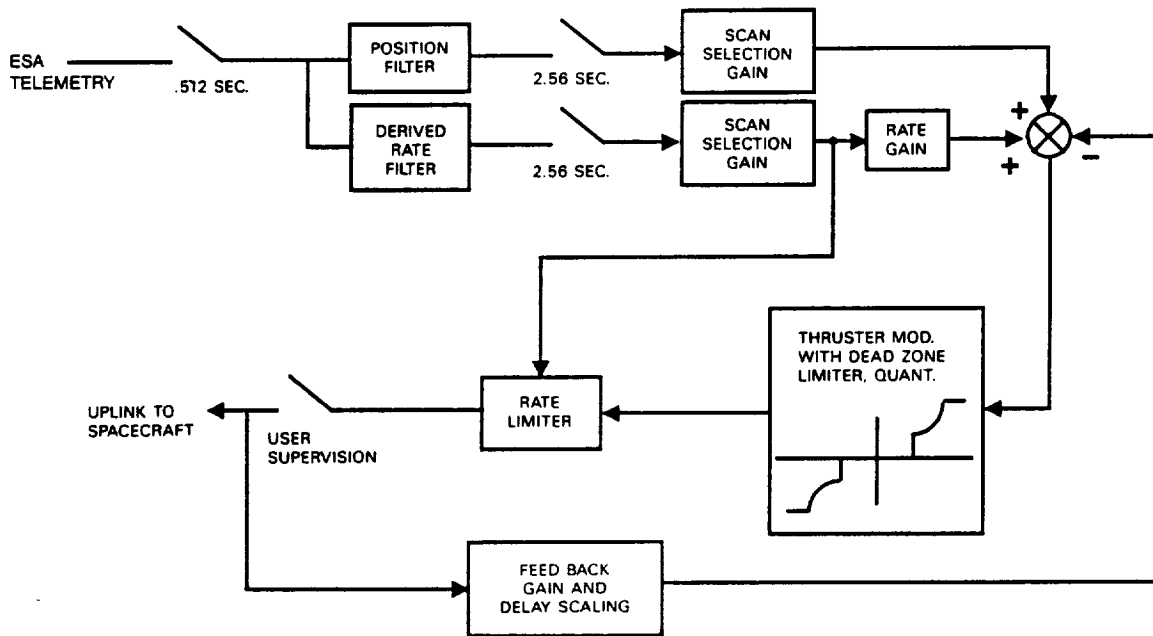 ESA
TELEMETRY
.512 SEC.
POSITION
FILTER
2.56 SEC.
SCAN
SELECTION
GAIN
DERIVED
RATE
FILTER
2.56 SEC.
SCAN
SELECTION
GAIN
RATE
GAIN
+
+
−
THRUSTER MOD.
WITH DEAD ZONE
LIMITER, QUANT.
RATE
LIMITER
USER
SUPERVISION
UPLINK TO
SPACECRAFT
FEED BACK
GAIN AND
DELAY SCALING